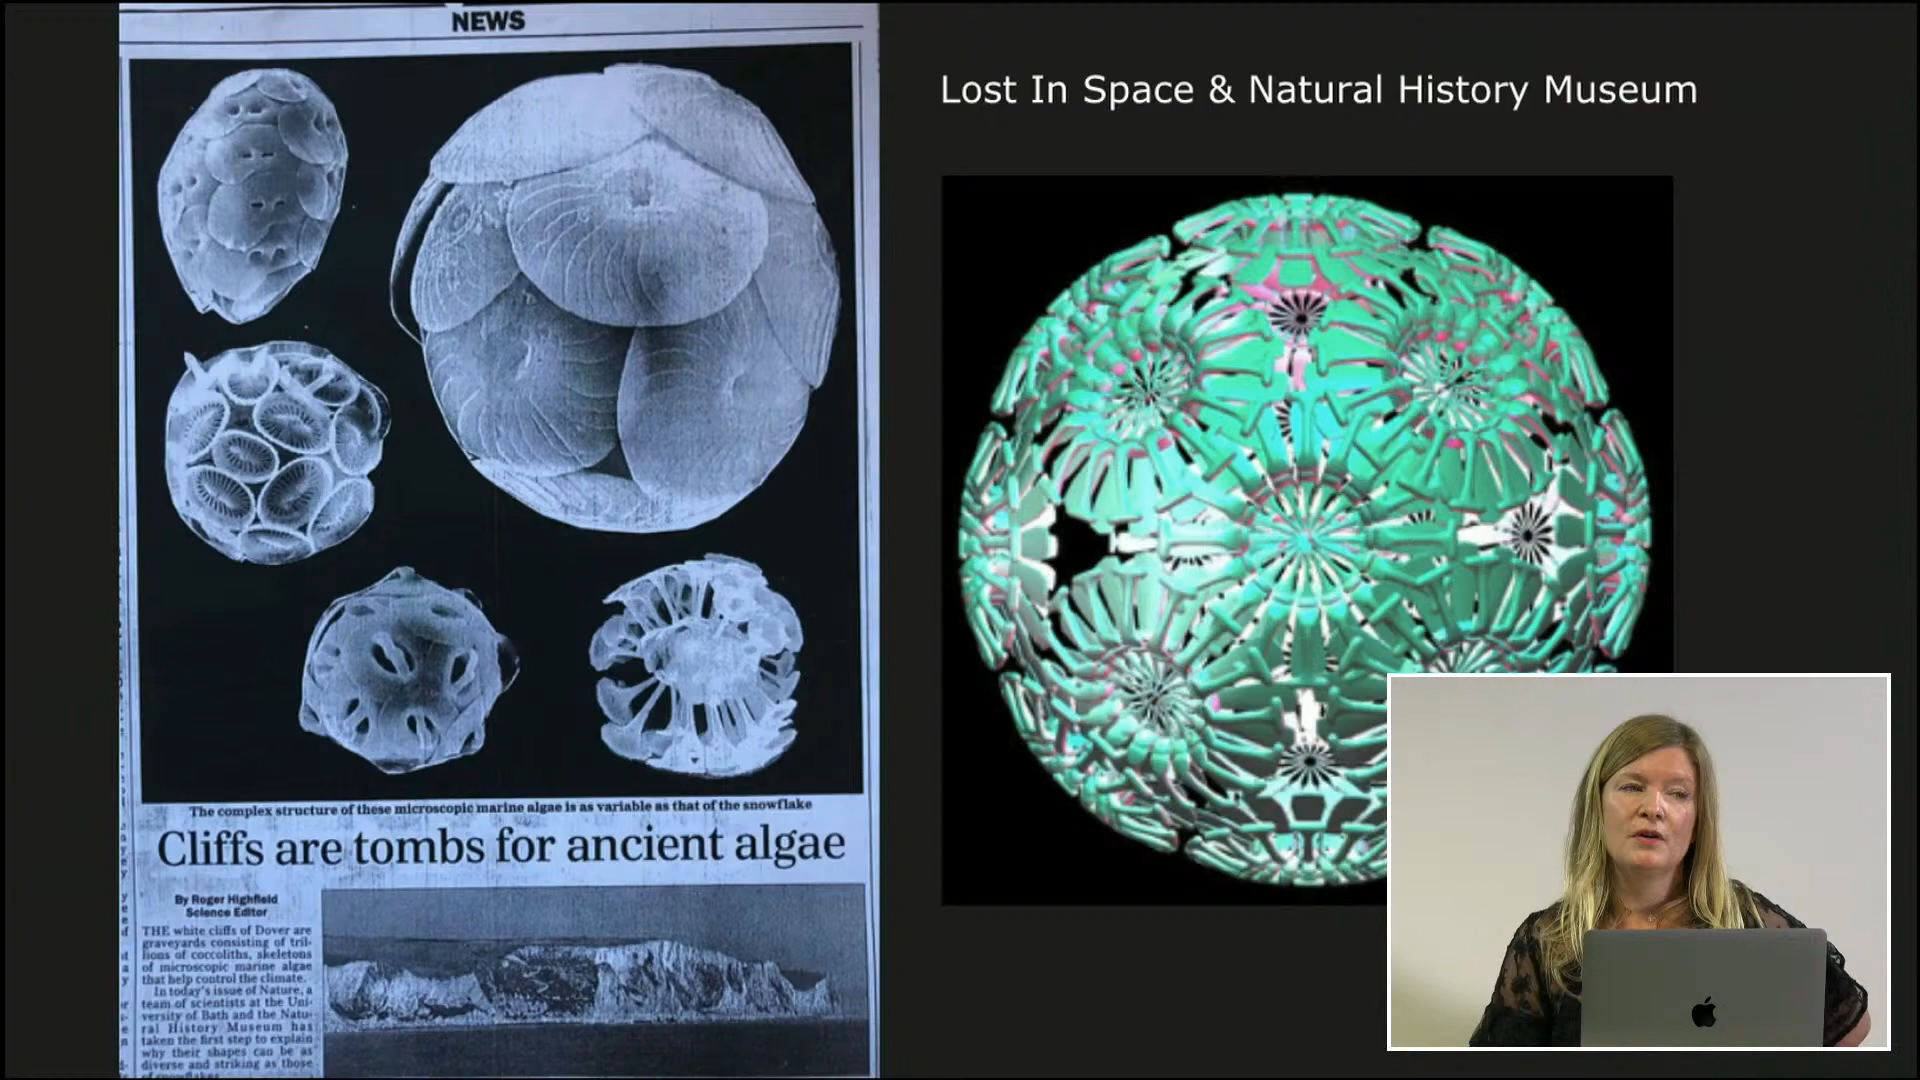 NEWS
Lost In Space & Natural History Museum
The complex structure of these microscopic marine algae is as variable as that of the snowflake
Cliffs are tombs for ancient algae
By Roger Highfield
Science Editor
THE white cliffs of Dover are
graveyards consisting of tril-
lions of coccoliths, skeletons
of microscopic marine algae
that help control the climate.
In today's issue of Nature, a
team of scientists at the Uni-
versity of Bath and the Natu-
ral History Museum has
taken the first step to explain
why their shapes can be as
diverse and striking as those
of snowflakes